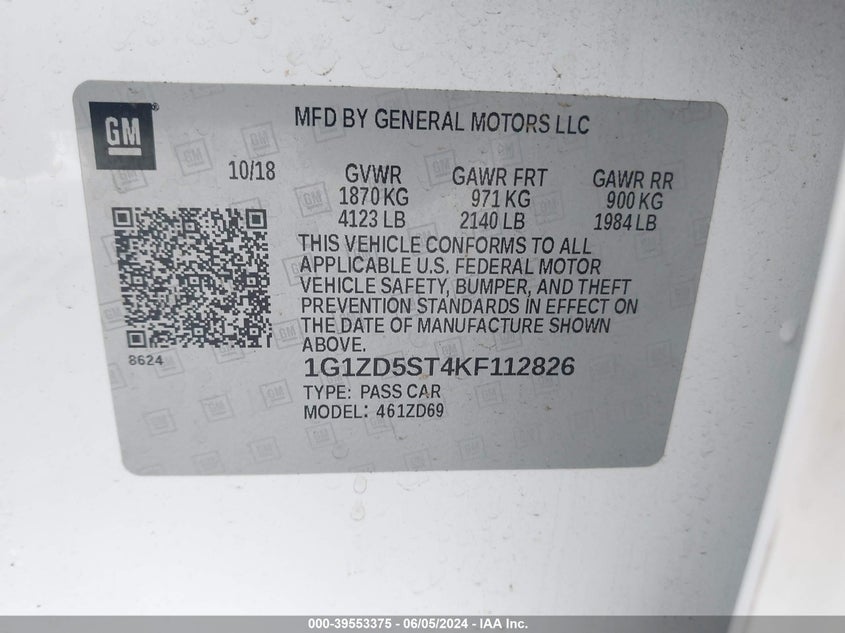 GM®
MFD BY GENERAL MOTORS LLC
10/18 GVWR GAWR FRT GAWR RR
1870 KG 971 KG 900 KG
4123 LB 2140 LB 1984 LB
THIS VEHICLE CONFORMS TO ALL
APPLICABLE U.S. FEDERAL MOTOR
VEHICLE SAFETY, BUMPER, AND THEFT
PREVENTION STANDARDS IN EFFECT ON
THE DATE OF MANUFACTURE SHOWN
ABOVE.
8624
1G1ZD5ST4KF112826
TYPE: PASS CAR
MODEL: 461ZD69
000-39553375 - 06/05/2024 - IAA Inc.